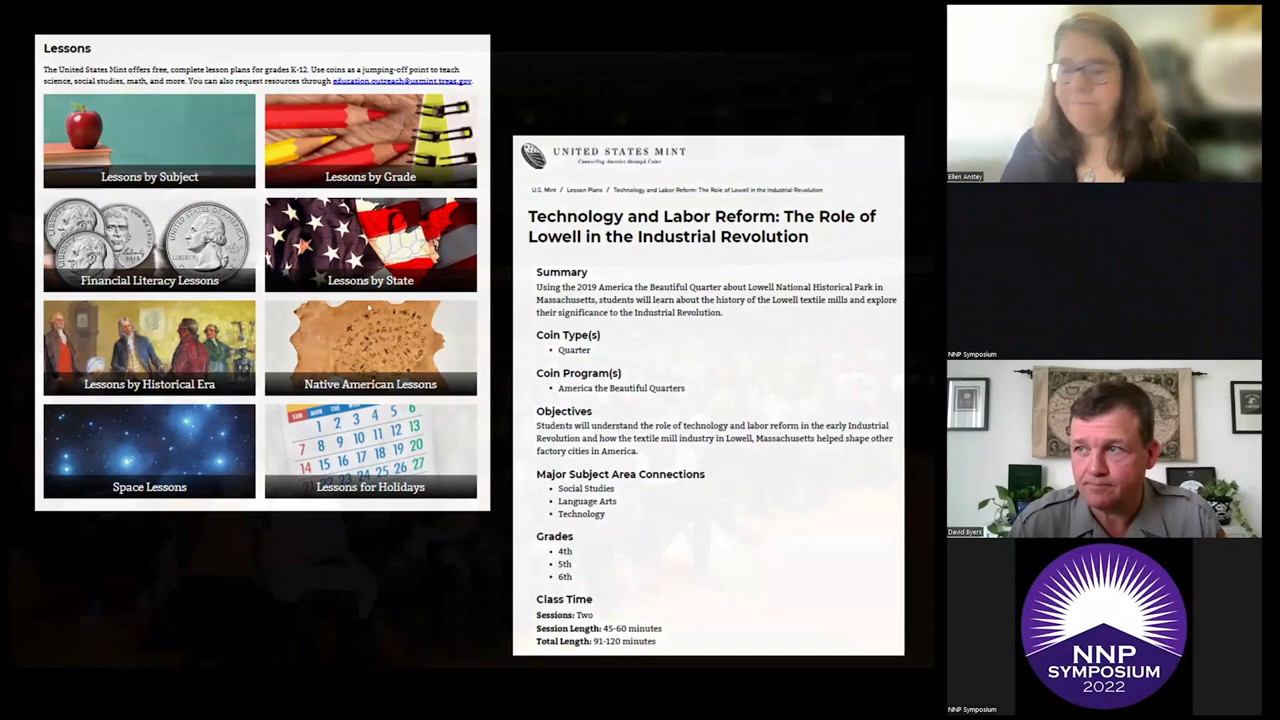 Lessons
The United States Mint offers free, complete lesson plans for grades K-12. Use coins as a jumping-off point to teach
science, social studies, math, and more. You can also request resources through education.outreach@usmint.treas.gov.
Lessons by Subject
Lessons by Grade
Financial Literacy Lessons
Lessons by State
Lessons by Historical Era
Native American Lessons
Space Lessons
Lessons for Holidays
UNITED STATES MINT
Connecting America through Coins
U.S. Mint / Lesson Plans / Technology and Labor Reform: The Role of Lowell in the Industrial Revolution
Technology and Labor Reform: The Role of
Lowell in the Industrial Revolution
Summary
Using the 2019 America the Beautiful Quarter about Lowell National Historical Park in
Massachusetts, students will learn about the history of the Lowell textile mills and explore
their significance to the Industrial Revolution.
Coin Type(s)
• Quarter
Coin Program(s)
• America the Beautiful Quarters
Objectives
Students will understand the role of technology and labor reform in the early Industrial
Revolution and how the textile mill industry in Lowell, Massachusetts helped shape other
factory cities in America.
Major Subject Area Connections
• Social Studies
• Language Arts
• Technology
Grades
• 4th
• 5th
• 6th
Class Time
Sessions: Two
Session Length: 45-60 minutes
Total Length: 91-120 minutes
Ellen Anstey
NNP Symposium
David Byers
NNP
SYMPOSIUM
2022
NNP Symposium